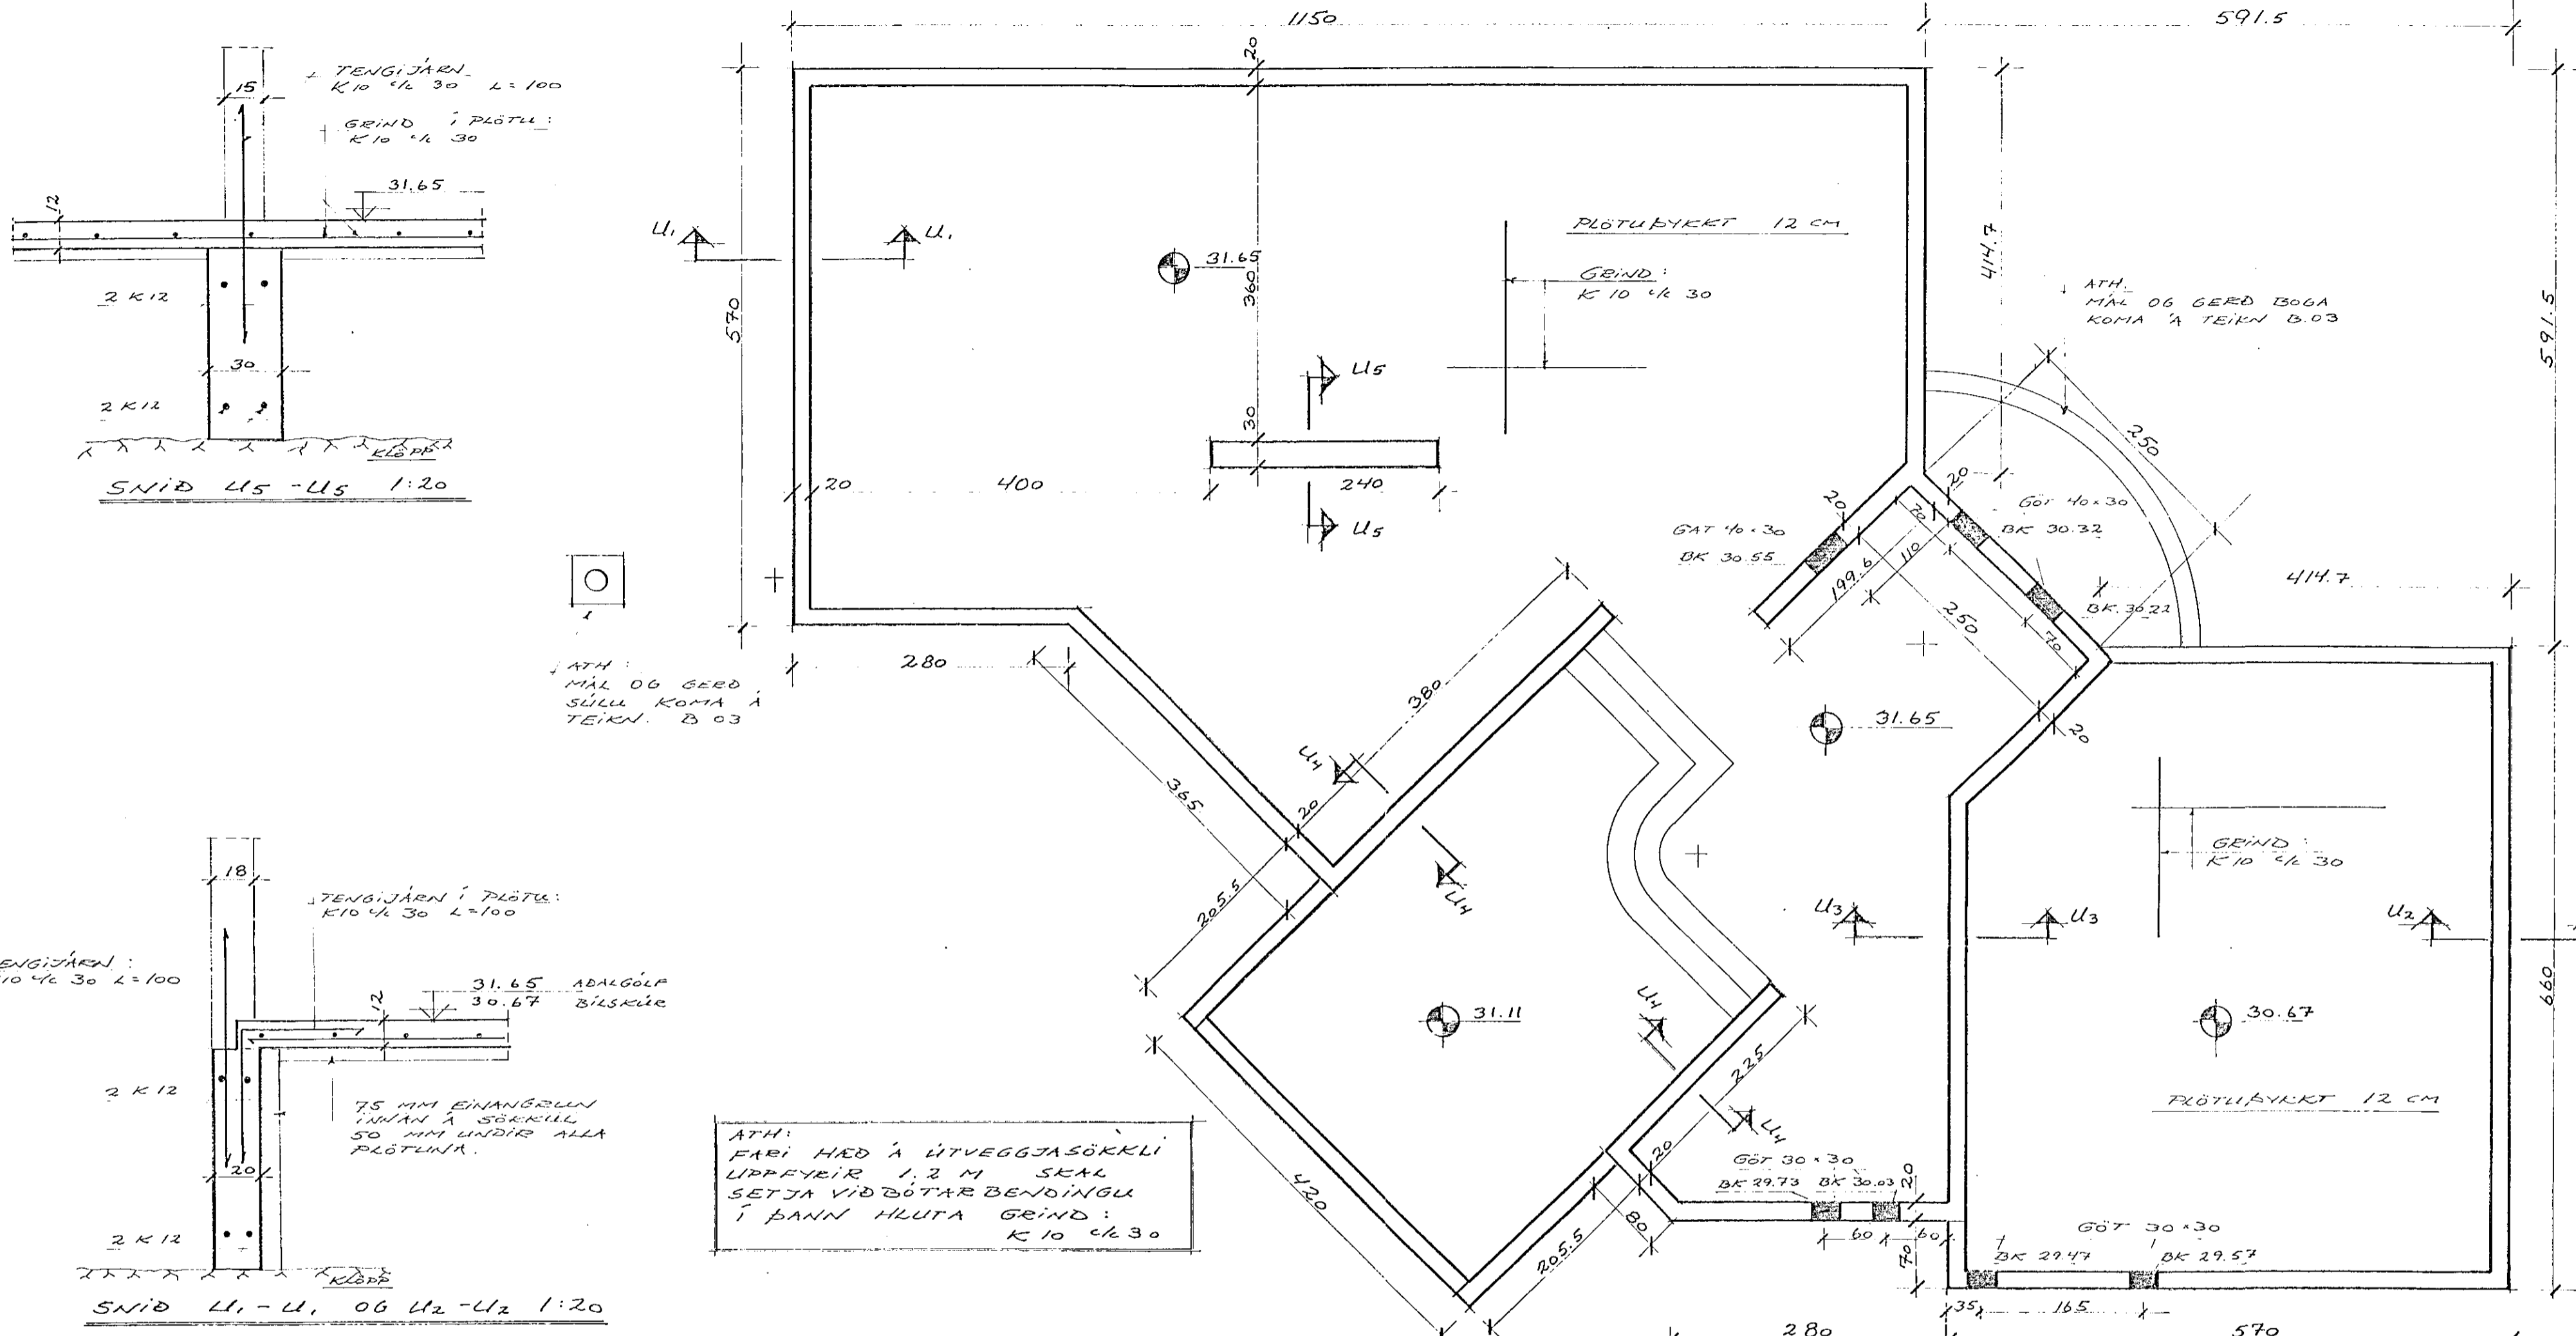 1150
591.5
TENGIJÁRN
K10 c/c 30 L=100
15
GRIND Í PLÖTU:
K10 c/c 30
31.65
12
2 K12
30
2 K12
KLÖPP
SNIÐ U5-U5 1:20
20
U1
U1
31.65
360
570
PLÖTUÞYKKT 12 CM
GRIND:
K 10 c/c 30
414.7
ATH.
MÁL OG GERÐ BOGA
KOMA Á TEIKN B.03
591.5
U5
30
20
400
240
U5
250
20
20
GÖT 40×30
BK 30.32
GAT 40×30
BK 30.55
70
110
199.6
250
70
BK. 30.22
414.7
280
ATH:
MÁL OG GERÐ
SÚLU KOMA Á
TEIKN. B 03
380
31.65
20
U4
365
20
205.5
U4
GRIND:
K 10 c/c 30
U3
U3
U2
18
TENGIJÁRN Í PLÖTU:
K10 c/c 30 L=100
ENGIJÁRN:
10 c/c 30 L=100
12
31.65 AÐALGÓLF
30.67 BÍLSKÚR
2 K12
75 MM EINANGRUN
INNAN Á SÖKKUL
50 MM UNDIR ALLA
PLÖTUNA.
20
2 K12
KLÖPP
SNIÐ U1-U1 OG U2-U2 1:20
31.11
U4
225
U4
30.67
660
PLÖTUÞYKKT 12 CM
ATH:
FARI HÆÐ Á ÚTVEGGJASÖKKLI
UPPFYRIR 1.2 M SKAL
SETJA VIÐBÓTARBENDINGU
Í ÞANN HLUTA GRIND:
K 10 c/c 30
420
20
GÖT 30×30
BK 29.73 BK 30.03
20
80
205.5
60
60
70
GÖT 30×30
BK 29.47
BK 29.57
35
165
280
570